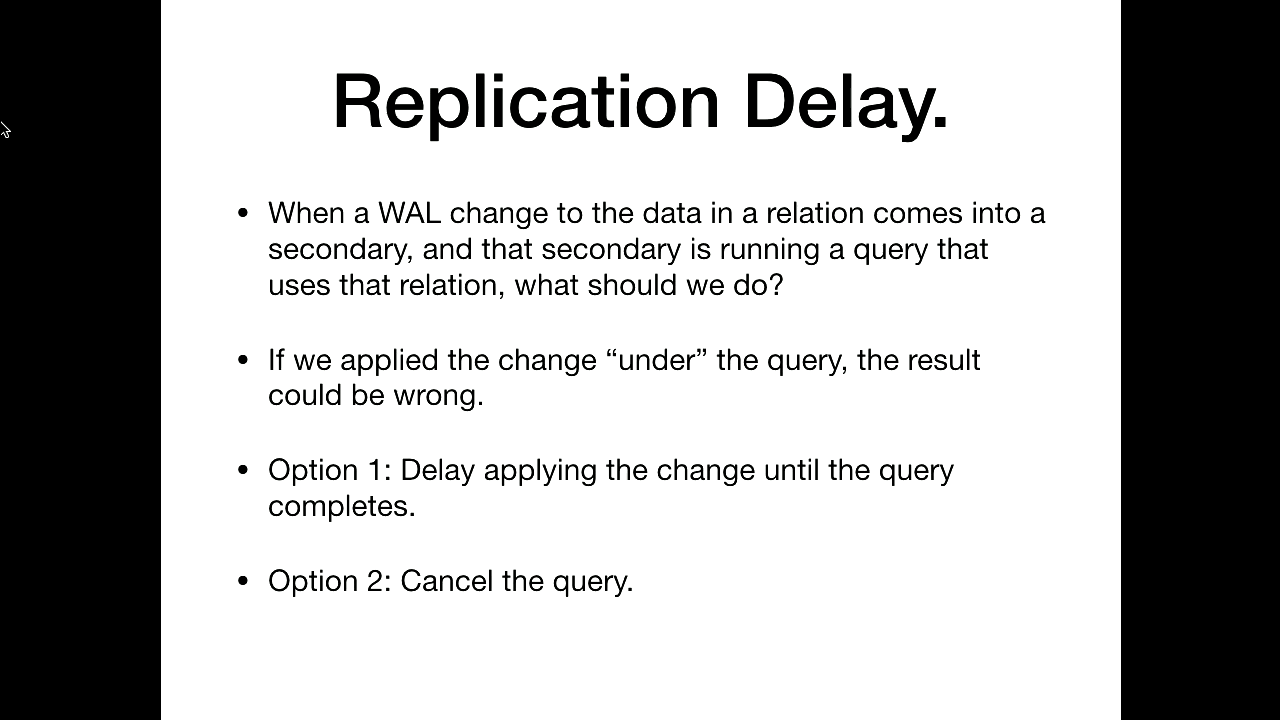 Replication Delay.
• When a WAL change to the data in a relation comes into a
secondary, and that secondary is running a query that
uses that relation, what should we do?
• If we applied the change “under” the query, the result
could be wrong.
• Option 1: Delay applying the change until the query
completes.
• Option 2: Cancel the query.